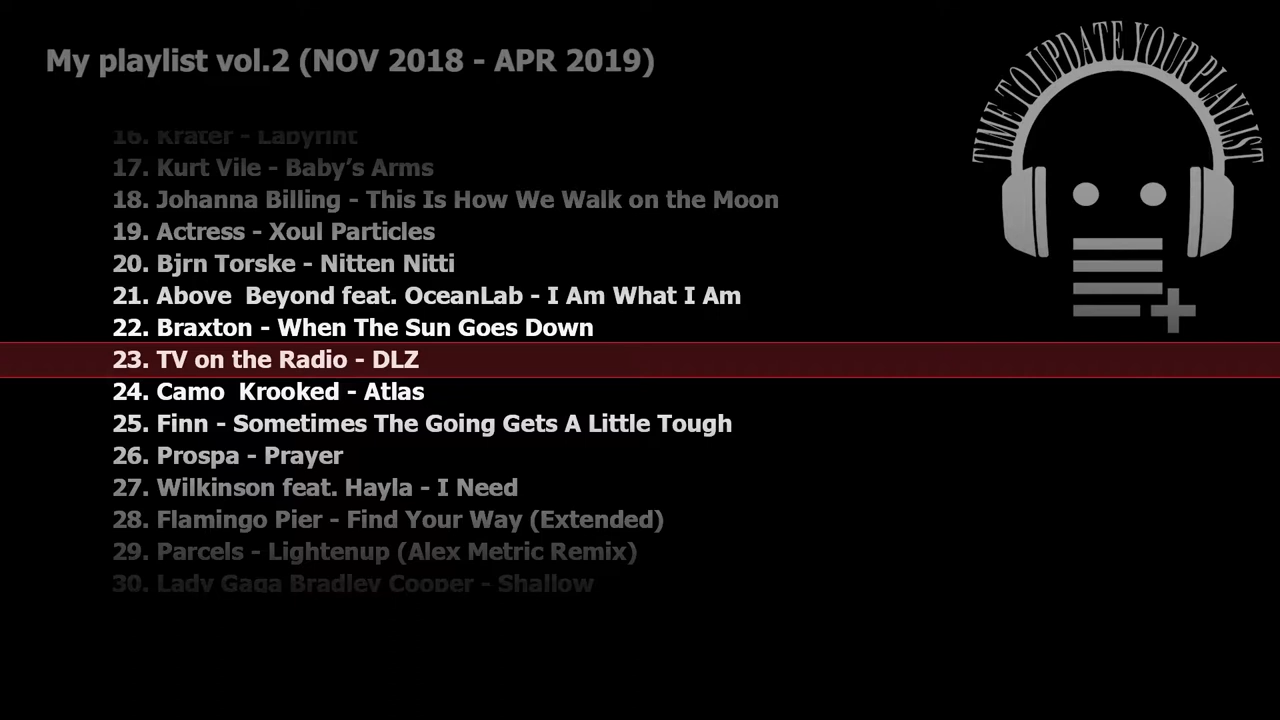 My playlist vol.2 (NOV 2018 - APR 2019)
TIME TO UPDATE YOUR PLAYLIST
16. Krater - Labyrint
17. Kurt Vile - Baby’s Arms
18. Johanna Billing - This Is How We Walk on the Moon
19. Actress - Xoul Particles
20. Bjrn Torske - Nitten Nitti
21. Above  Beyond feat. OceanLab - I Am What I Am
22. Braxton - When The Sun Goes Down
23. TV on the Radio - DLZ
24. Camo  Krooked - Atlas
25. Finn - Sometimes The Going Gets A Little Tough
26. Prospa - Prayer
27. Wilkinson feat. Hayla - I Need
28. Flamingo Pier - Find Your Way (Extended)
29. Parcels - Lightenup (Alex Metric Remix)
30. Lady Gaga Bradley Cooper - Shallow